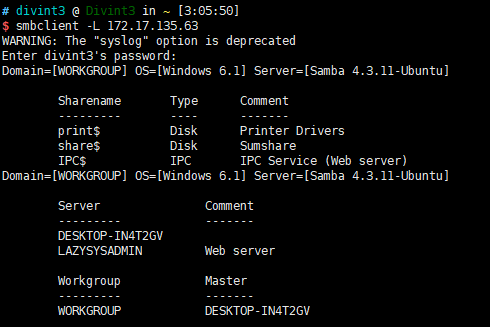 # divint3 @ Divint3 in ~ [3:05:50]
$ smbclient -L 172.17.135.63
WARNING: The "syslog" option is deprecated
Enter divint3's password:
Domain=[WORKGROUP] OS=[Windows 6.1] Server=[Samba 4.3.11-Ubuntu]
Sharename Type Comment
--------- ---- -------
print$ Disk Printer Drivers
share$ Disk Sumshare
IPC$ IPC IPC Service (Web server)
Domain=[WORKGROUP] OS=[Windows 6.1] Server=[Samba 4.3.11-Ubuntu]
Server Comment
--------- -------
DESKTOP-IN4T2GV
LAZYSYSADMIN Web server
Workgroup Master
--------- -------
WORKGROUP DESKTOP-IN4T2GV